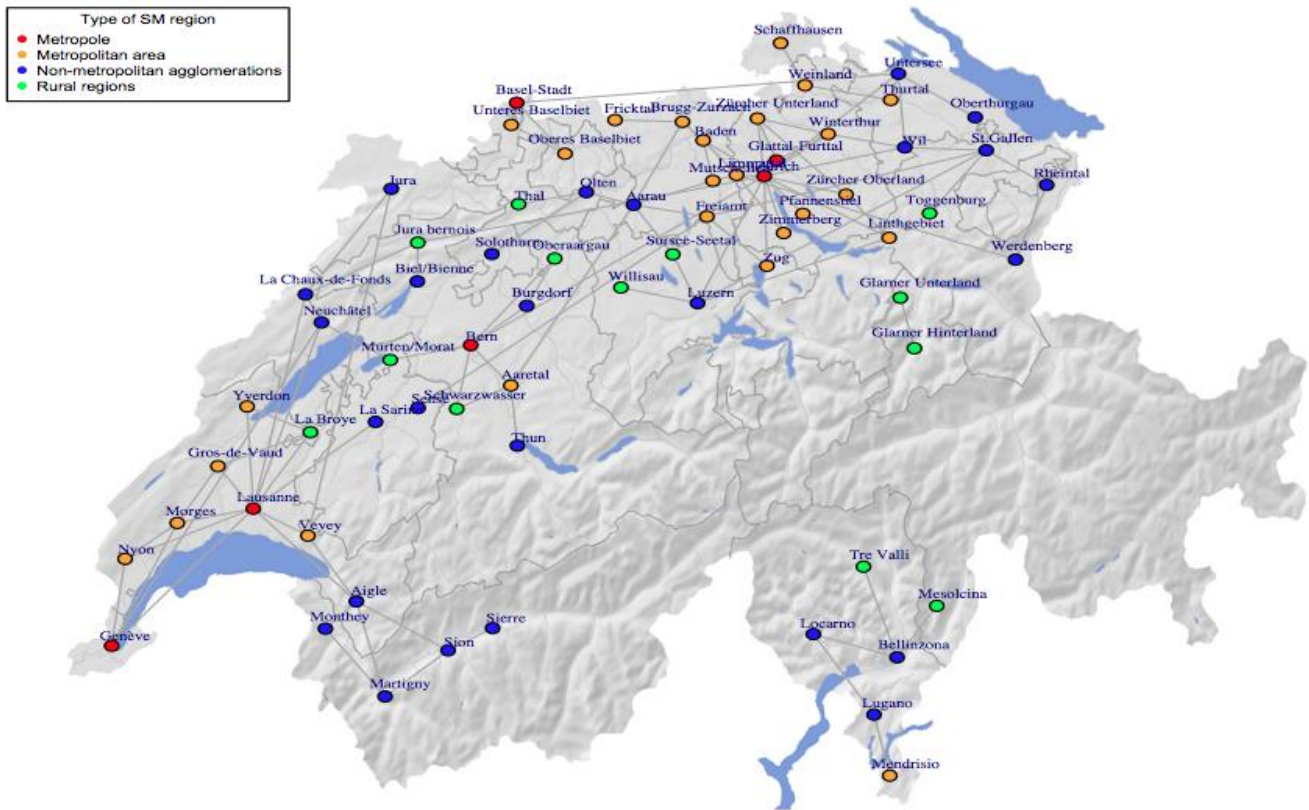 Type of SM region
Metropole
Metropolitan area
Non-metropolitan agglomerations
Rural regions
Schaffhausen
Untersee
Weinland
Basel-Stadt
Thurtal
Unteres Baselbiet
Fricktal
Brugg-Zurzach
Zürcher Unterland
Oberthurgau
Winterthur
Oberes Baselbiet
Baden
Glattal-Furttal
Wil
St.Gallen
Jura
Olten
Zürcher Oberland
Rheintal
Thal
Aarau
Freiamt
Pfannenstiel
Toggenburg
Zimmerberg
Linthgebiet
Jura bernois
Solothurn
Oberaargau
Sursee-Seetal
Werdenberg
Zug
La Chaux-de-Fonds
Biel/Bienne
Willisau
Glarner Unterland
Neuchâtel
Burgdorf
Luzern
Glarner Hinterland
Murten/Morat
Bern
Aaretal
Yverdon
Sense
Schwarzwasser
La Broye
La Sarine
Thun
Gros-de-Vaud
Lausanne
Morges
Vevey
Nyon
Tre Valli
Aigle
Mesolcina
Monthey
Sierre
Locarno
Genève
Sion
Bellinzona
Martigny
Lugano
Mendrisio